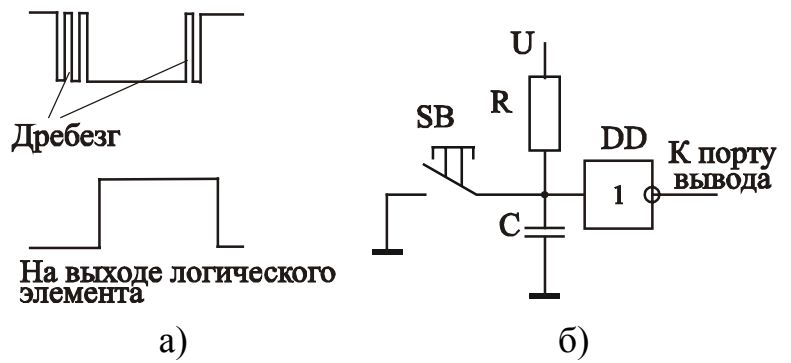 Дребезг
На выходе логического
элемента
а)
U
R
SB
DD
К порту
вывода
1
C
б)